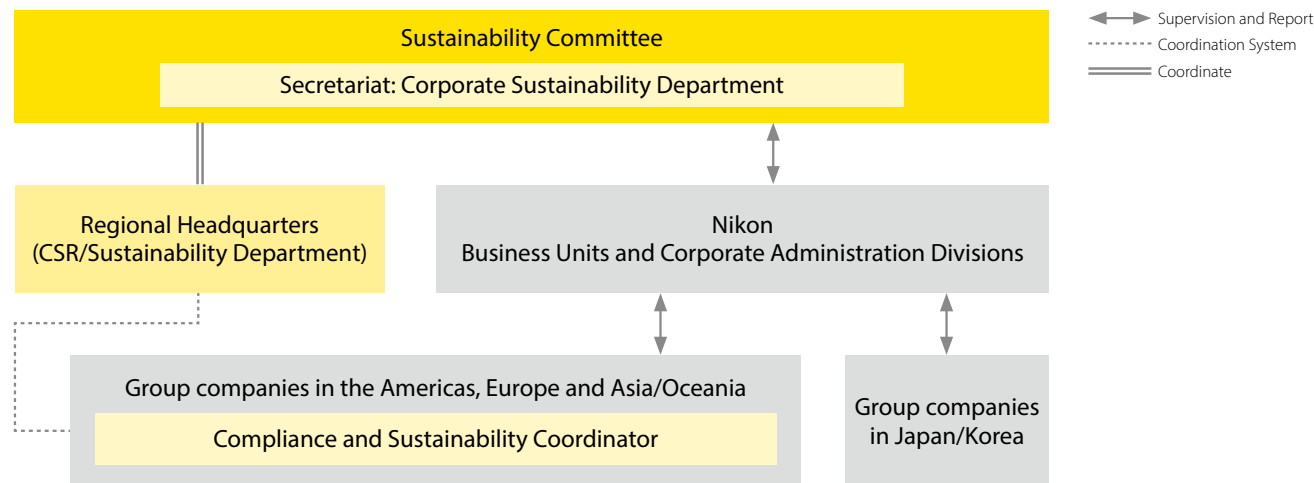 Sustainability Committee
Secretariat: Corporate Sustainability Department
Supervision and Report
Coordination System
Coordinate
Regional Headquarters
(CSR/Sustainability Department)
Nikon
Business Units and Corporate Administration Divisions
Group companies in the Americas, Europe and Asia/Oceania
Compliance and Sustainability Coordinator
Group companies
in Japan/Korea